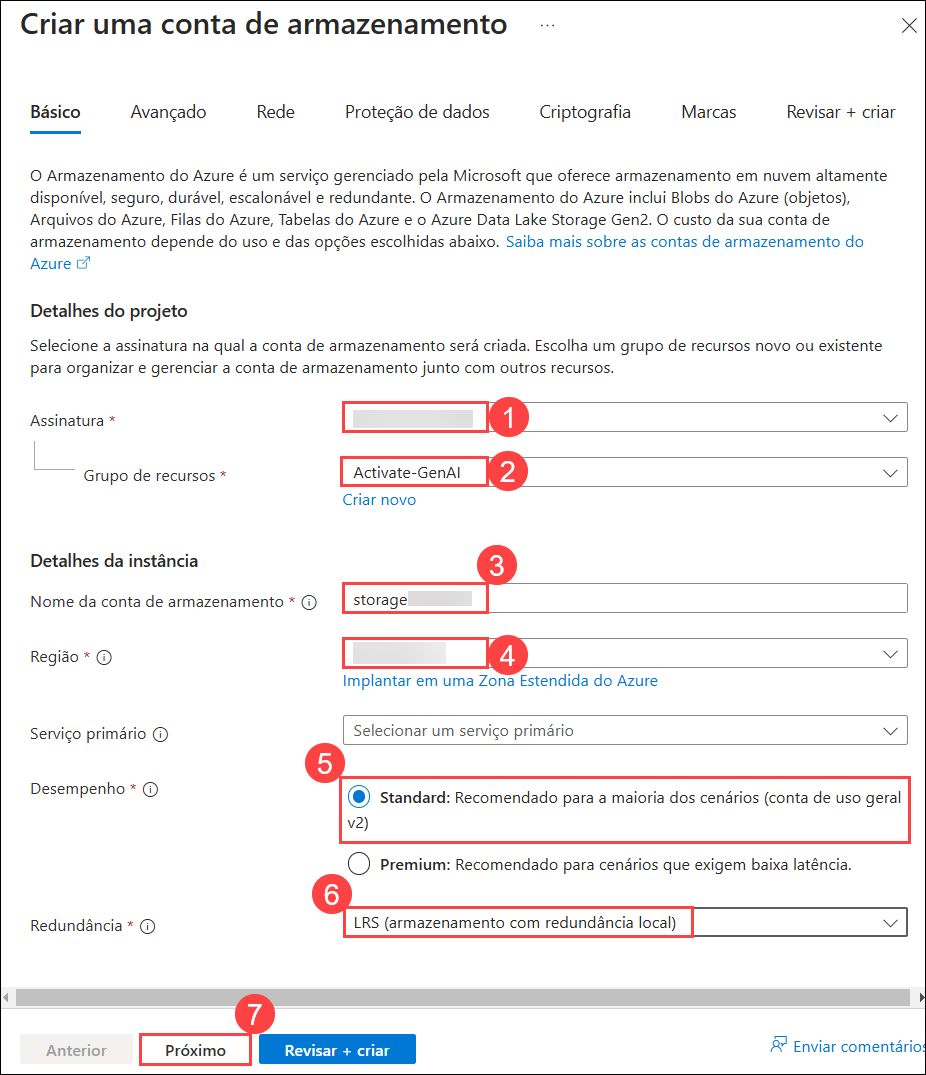 Criar uma conta de armazenamento ...
Básico Avançado Rede Proteção de dados Criptografia Marcas Revisar + criar
O Armazenamento do Azure é um serviço gerenciado pela Microsoft que oferece armazenamento em nuvem altamente
disponível, seguro, durável, escalonável e redundante. O Armazenamento do Azure inclui Blobs do Azure (objetos),
Arquivos do Azure, Filas do Azure, Tabelas do Azure e o Azure Data Lake Storage Gen2. O custo da sua conta de
armazenamento depende do uso e das opções escolhidas abaixo. Saiba mais sobre as contas de armazenamento do
Azure
Detalhes do projeto
Selecione a assinatura na qual a conta de armazenamento será criada. Escolha um grupo de recursos novo ou existente
para organizar e gerenciar a conta de armazenamento junto com outros recursos.
Assinatura * 1
Grupo de recursos * Activate-GenAI 2
Criar novo
Detalhes da instância
3
Nome da conta de armazenamento * storage
Região * 4
Implantar em uma Zona Estendida do Azure
Serviço primário Selecionar um serviço primário
5
Desempenho * Standard: Recomendado para a maioria dos cenários (conta de uso geral
v2)
Premium: Recomendado para cenários que exigem baixa latência.
6
Redundância * LRS (armazenamento com redundância local)
7
Anterior Próximo Revisar + criar Enviar comentários